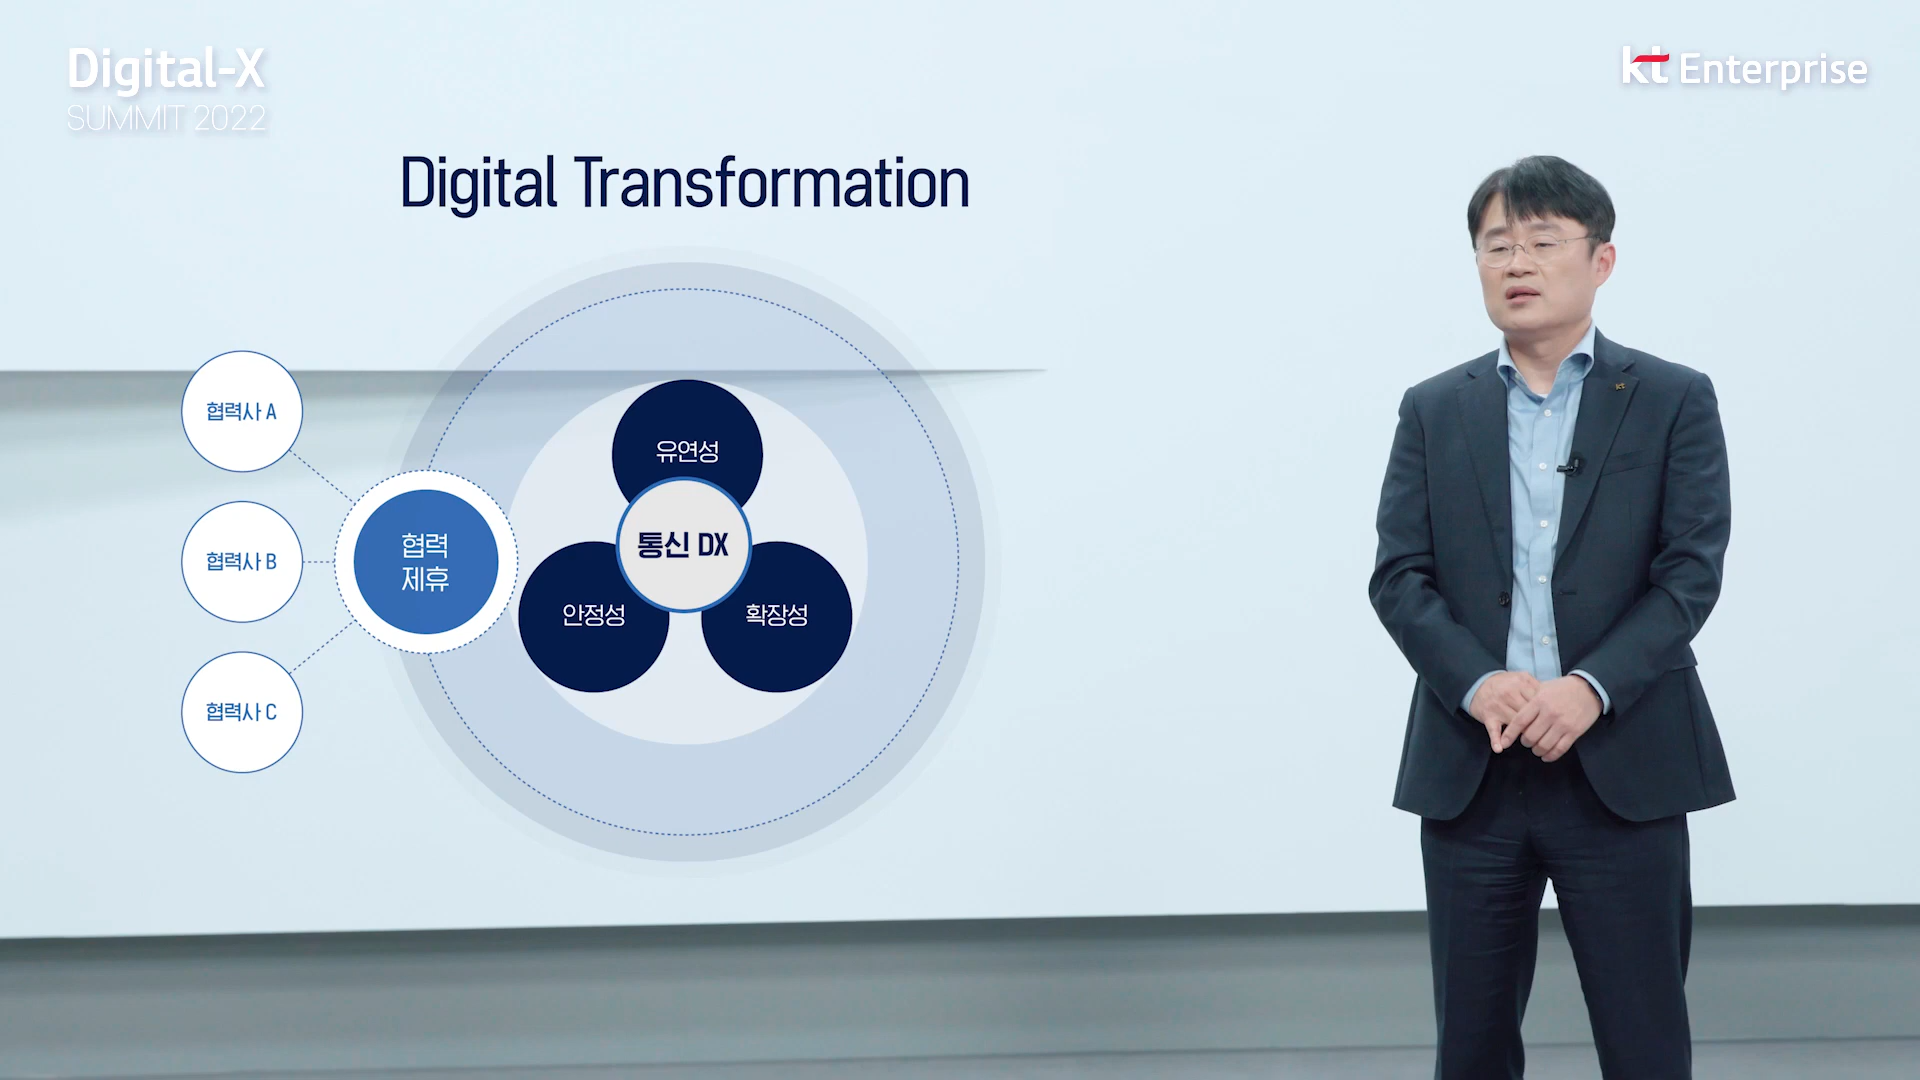 Digital-X
SUMMIT 2022
kt Enterprise
Digital Transformation
협력사 A
협력사 B
협력사 C
협력
제휴
유연성
통신 DX
안정성
확장성
kt